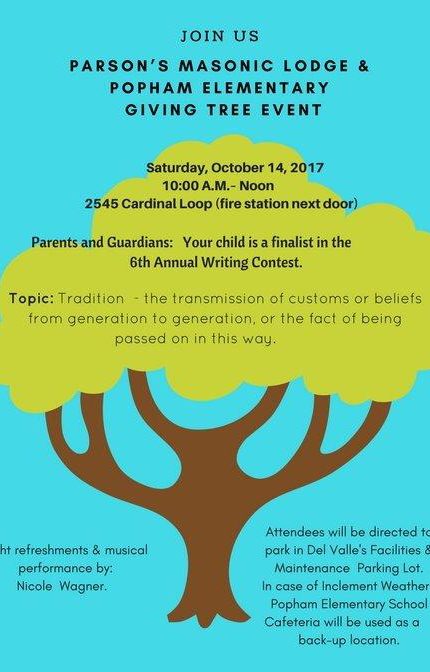 JOIN US
PARSON'S MASONIC LODGE &
POPHAM ELEMENTARY
GIVING TREE EVENT
Saturday, October 14, 2017
10:00 A.M.- Noon
2545 Cardinal Loop (fire station next door)
Parents and Guardians: Your child is a finalist in the
6th Annual Writing Contest.
Topic: Tradition - the transmission of customs or beliefs
from generation to generation, or the fact of being
passed on in this way.
ht refreshments & musical
performance by:
Nicole Wagner.
Attendees will be directed to
park in Del Valle's Facilities &
Maintenance Parking Lot.
In case of Inclement Weather
Popham Elementary School
Cafeteria will be used as a
back-up location.